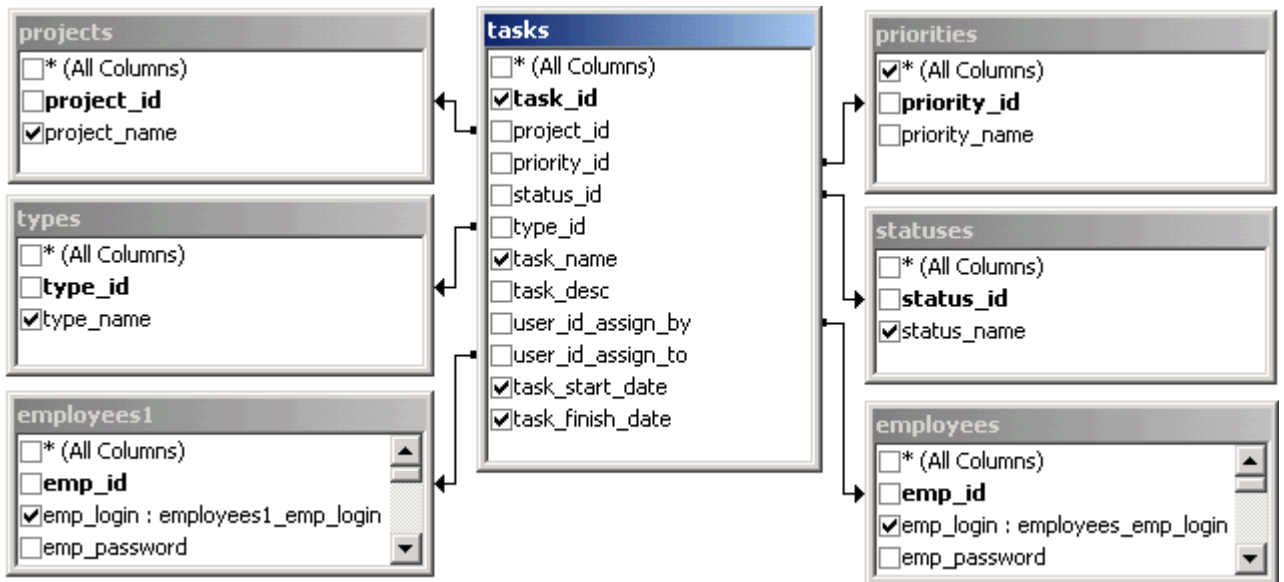 projects
* (All Columns)
project_id
project_name
types
* (All Columns)
type_id
type_name
employees1
* (All Columns)
emp_id
emp_login : employees1_emp_login
emp_password
tasks
* (All Columns)
task_id
project_id
priority_id
status_id
type_id
task_name
task_desc
user_id_assign_by
user_id_assign_to
task_start_date
task_finish_date
priorities
* (All Columns)
priority_id
priority_name
statuses
* (All Columns)
status_id
status_name
employees
* (All Columns)
emp_id
emp_login : employees_emp_login
emp_password